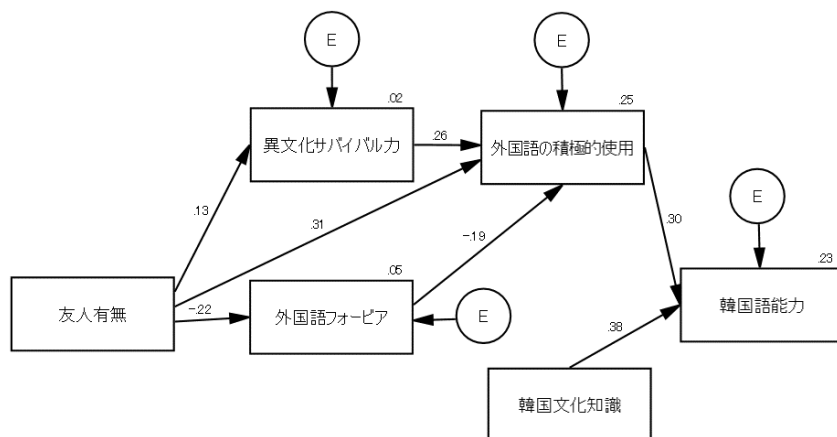 E
E
.02
.25
異文化サバイバル力
.26
外国語の積極的使用
E
.13
.31
-.19
.30
.05
.23
友人有無
-.22
外国語フォービア
E
韓国語能力
.38
韓国文化知識